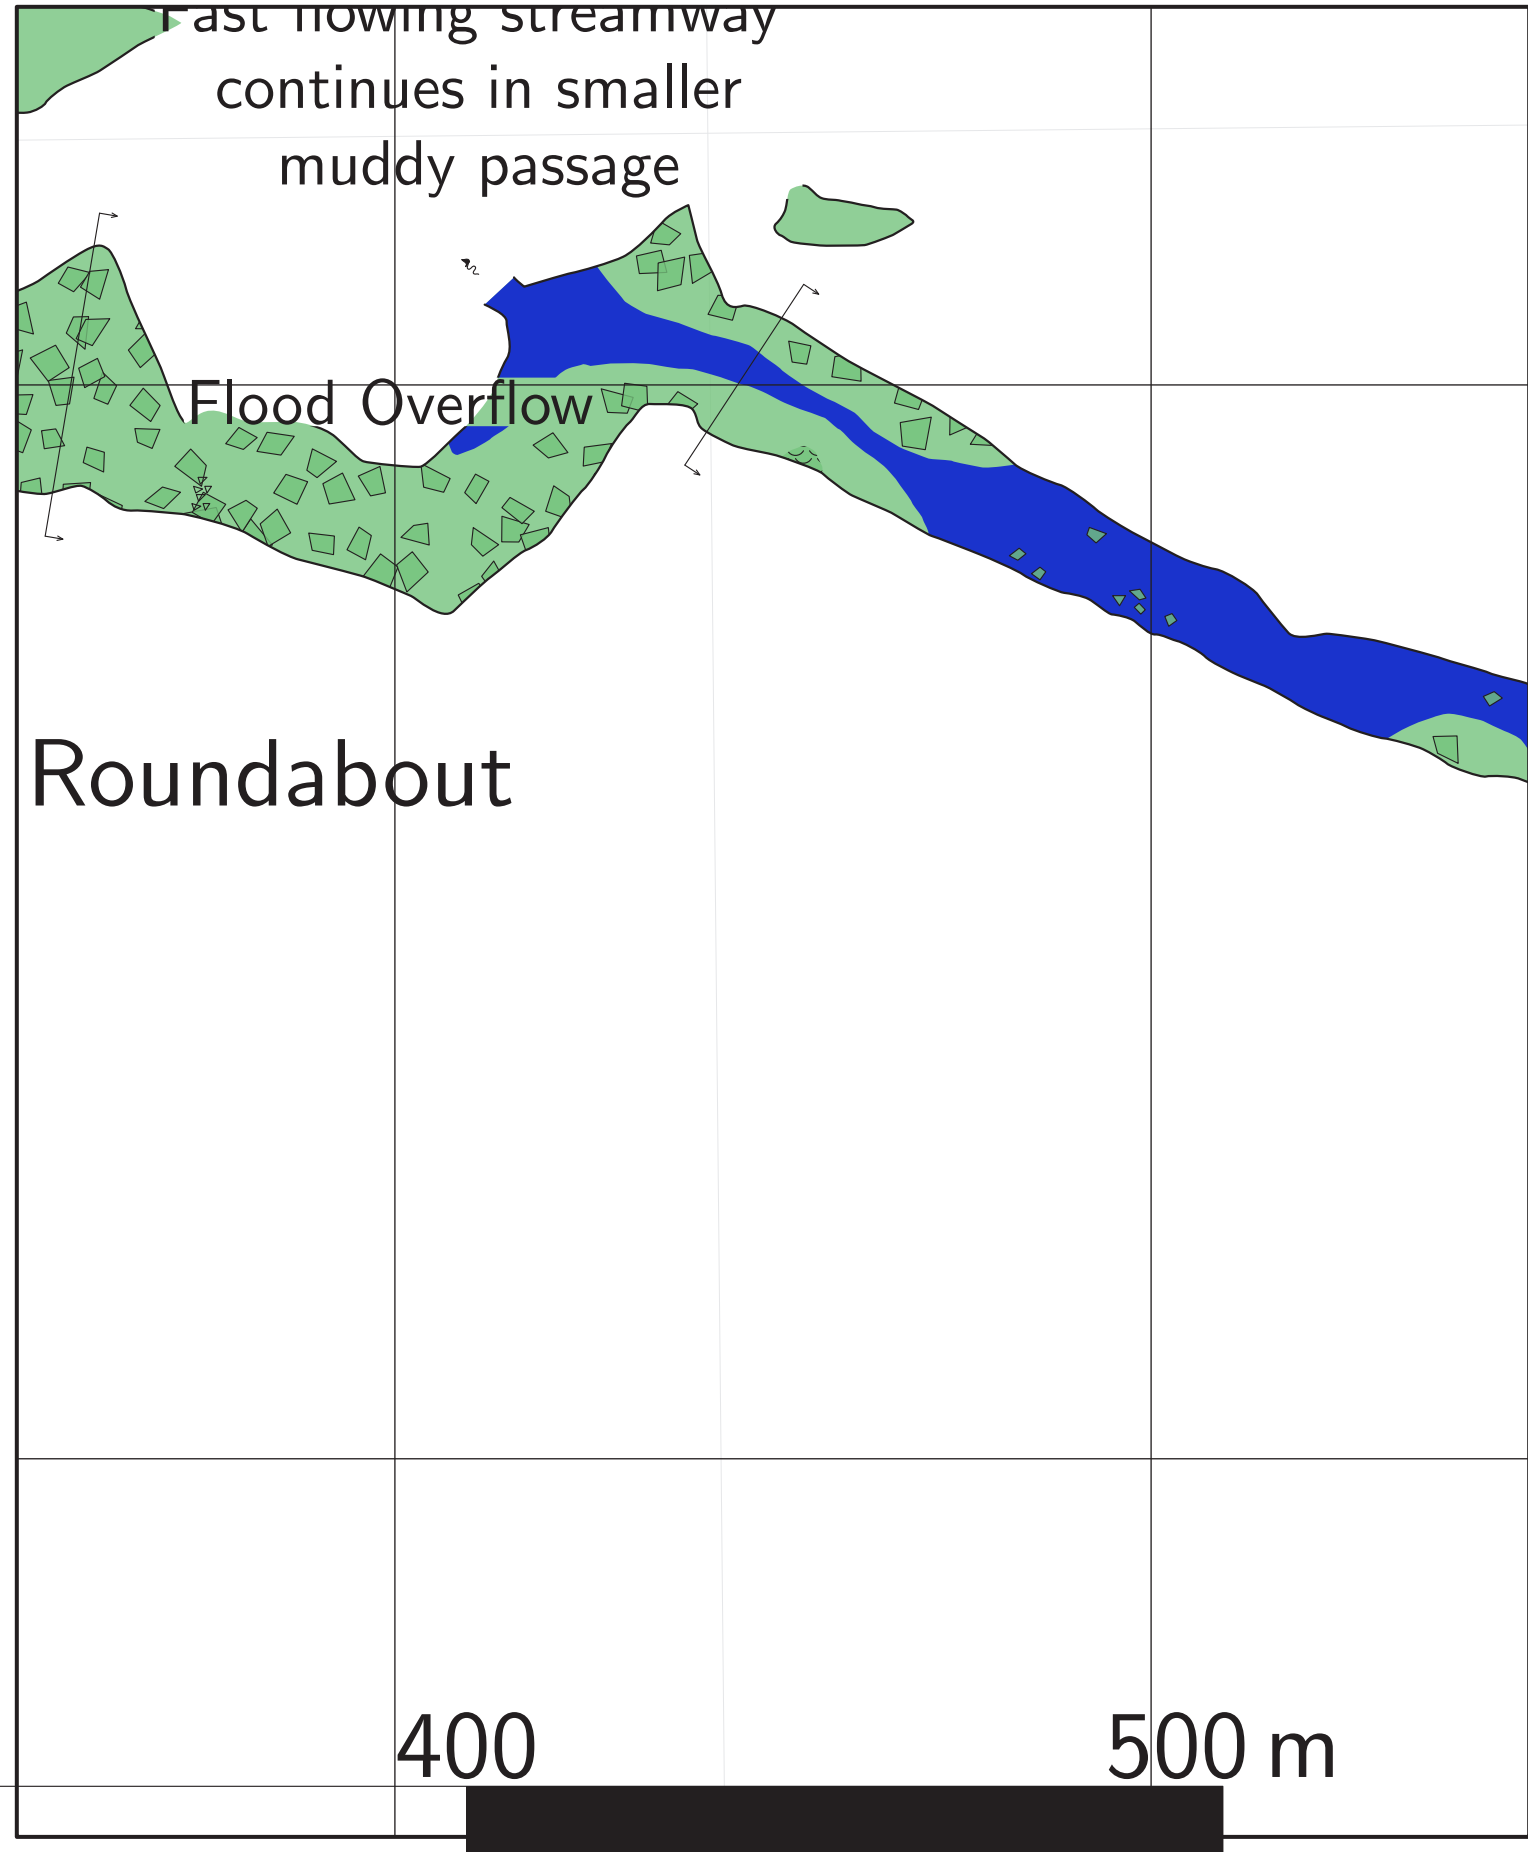 Fast flowing streamway
continues in smaller
muddy passage
Flood Overflow
Roundabout
400
500 m